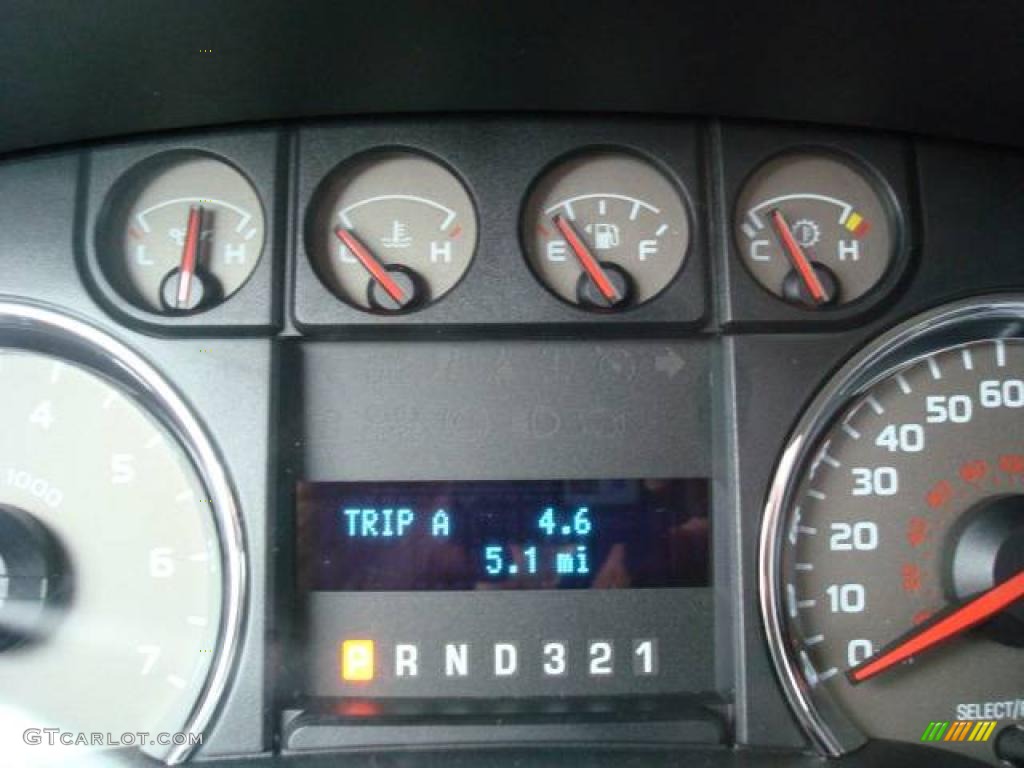 L H
C H
E F
C H
4
5
1000
6
7
60
50
40
30
20
10
0
TRIP A 4.6
5.1 mi
P R N D 3 2 1
SELECT/
GTCARLOT.COM